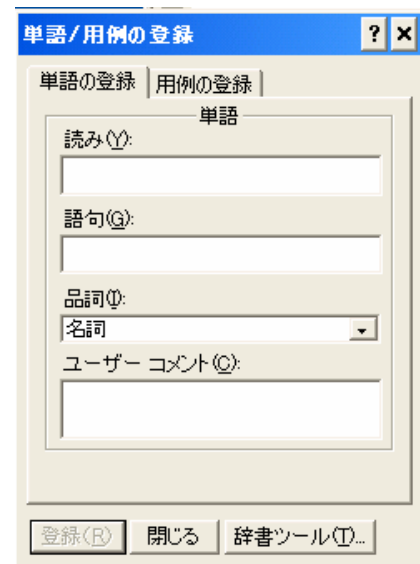 単語/用例の登録
単語の登録 用例の登録
単語
読み(Y):
語句(G):
品詞(I):
名詞
ユーザー コメント(C):
登録(R) 閉じる 辞書ツール(T)...